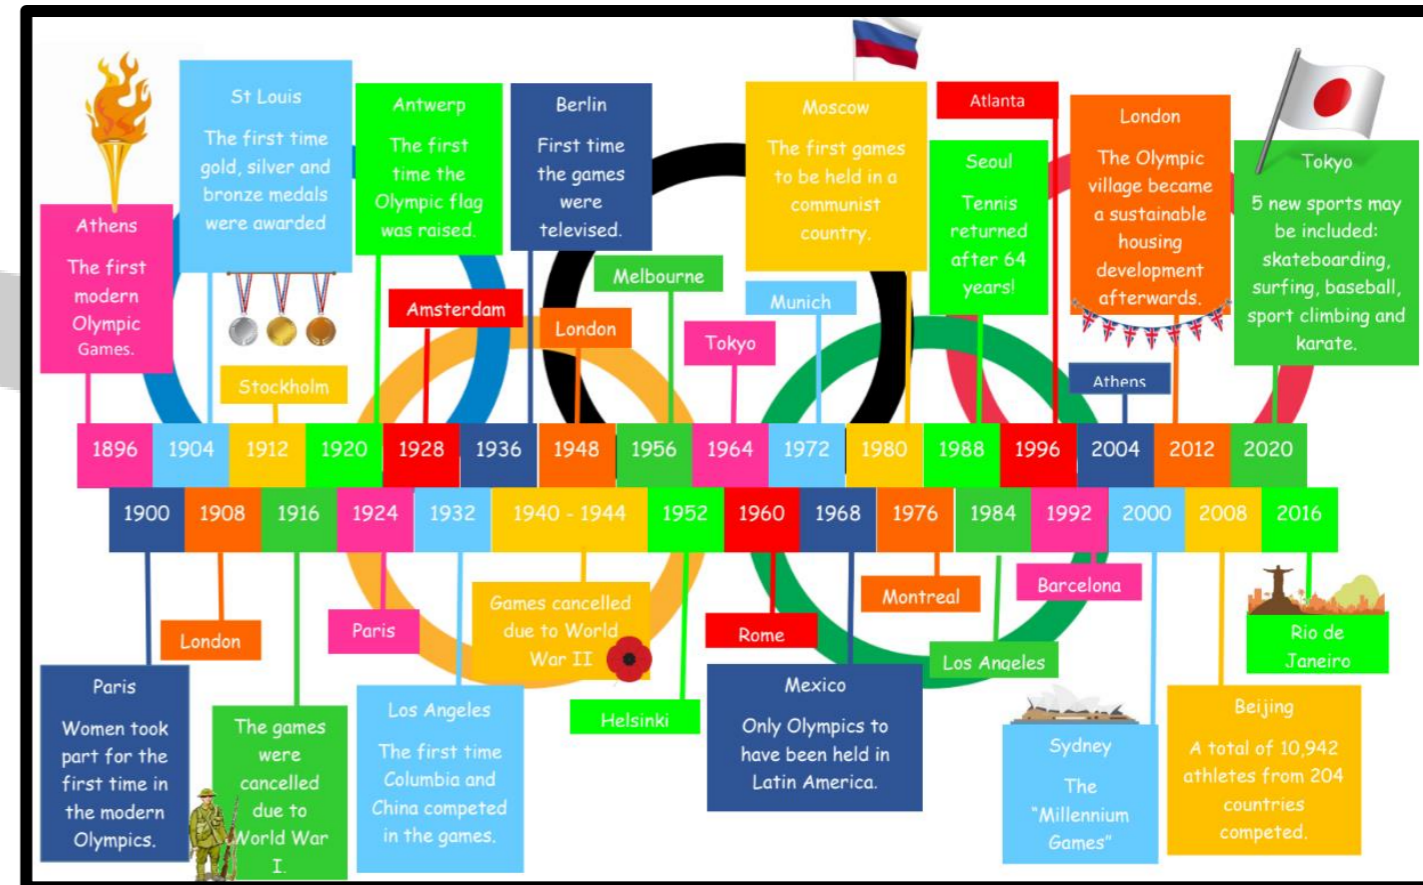 Athens
The first
modern
Olympic
Games.
St Louis
The first time
gold, silver and
bronze medals
were awarded
Stockholm
Antwerp
The first
time the
Olympic flag
was raised.
Amsterdam
Berlin
First time
the games
were
televised.
London
Melbourne
Tokyo
Munich
Moscow
The first games
to be held in a
communist
country.
Seoul
Tennis
returned
after 64
years!
Atlanta
Athens
London
The Olympic
village became
a sustainable
housing
development
afterwards.
Tokyo
5 new sports may
be included:
skateboarding,
surfing, baseball,
sport climbing and
karate.
1896 1904 1912 1920 1928 1936 1948 1956 1964 1972 1980 1988 1996 2004 2012 2020
1900 1908 1916 1924 1932 1940 - 1944 1952 1960 1968 1976 1984 1992 2000 2008 2016
Paris
Women took
part for the
first time in
the modern
Olympics.
London
The games
were
cancelled
due to
World War
I.
Paris
Los Angeles
The first time
Columbia and
China competed
in the games.
Games cancelled
due to World
War II
Helsinki
Rome
Mexico
Only Olympics to
have been held in
Latin America.
Montreal
Los Angeles
Barcelona
Sydney
The
"Millennium
Games"
Beijing
A total of 10,942
athletes from 204
countries
competed.
Rio de
Janeiro